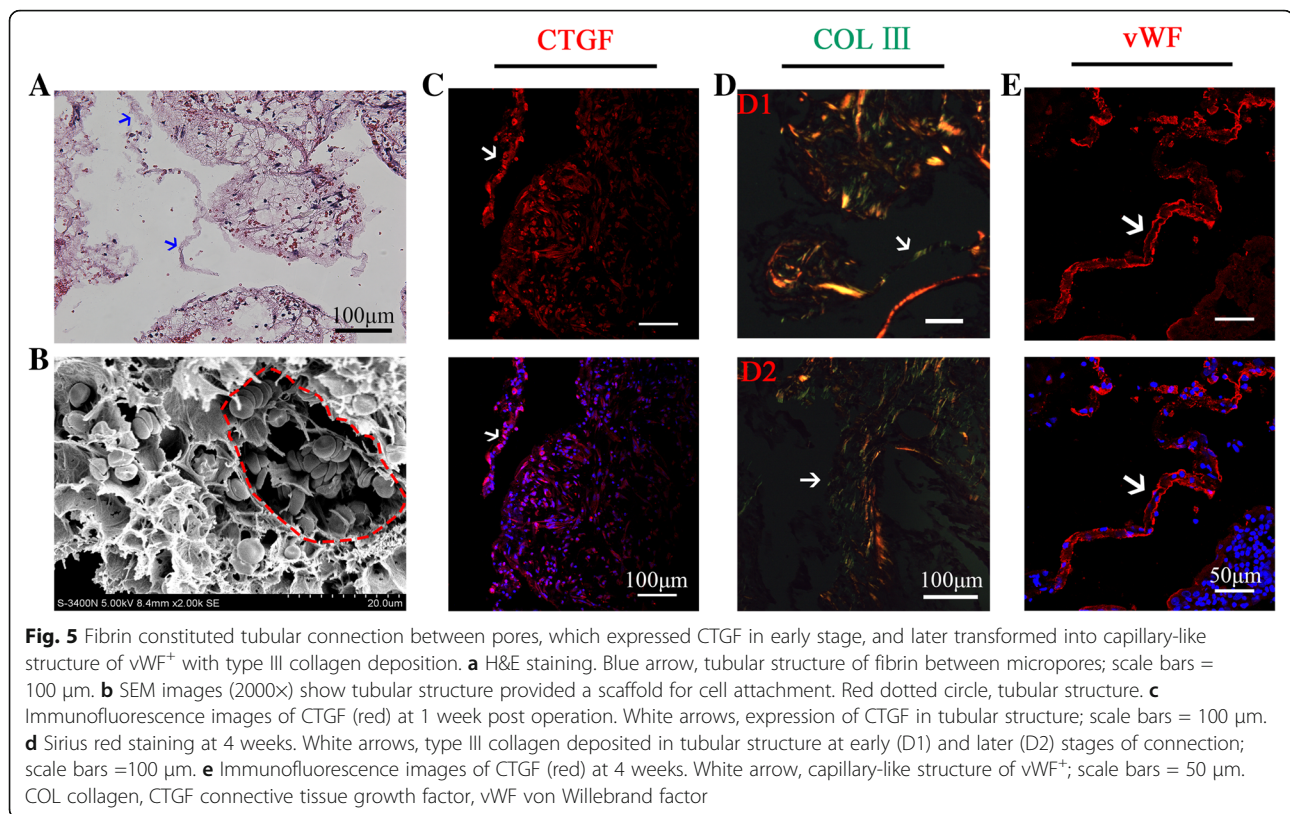 CTGF
COL III
vWF
A
C
D
D1
E
100μm
B
D2
S-3400N 5.00kV 8.4mm x2.00k SE
20.0um
100μm
100μm
50μm
Fig. 5 Fibrin constituted tubular connection between pores, which expressed CTGF in early stage, and later transformed into capillary-like
structure of vWF⁺ with type III collagen deposition. a H&E staining. Blue arrow, tubular structure of fibrin between micropores; scale bars =
100 μm. b SEM images (2000×) show tubular structure provided a scaffold for cell attachment. Red dotted circle, tubular structure. c
Immunofluorescence images of CTGF (red) at 1 week post operation. White arrows, expression of CTGF in tubular structure; scale bars = 100 μm.
d Sirius red staining at 4 weeks. White arrows, type III collagen deposited in tubular structure at early (D1) and later (D2) stages of connection;
scale bars =100 μm. e Immunofluorescence images of CTGF (red) at 4 weeks. White arrow, capillary-like structure of vWF⁺; scale bars = 50 μm.
COL collagen, CTGF connective tissue growth factor, vWF von Willebrand factor